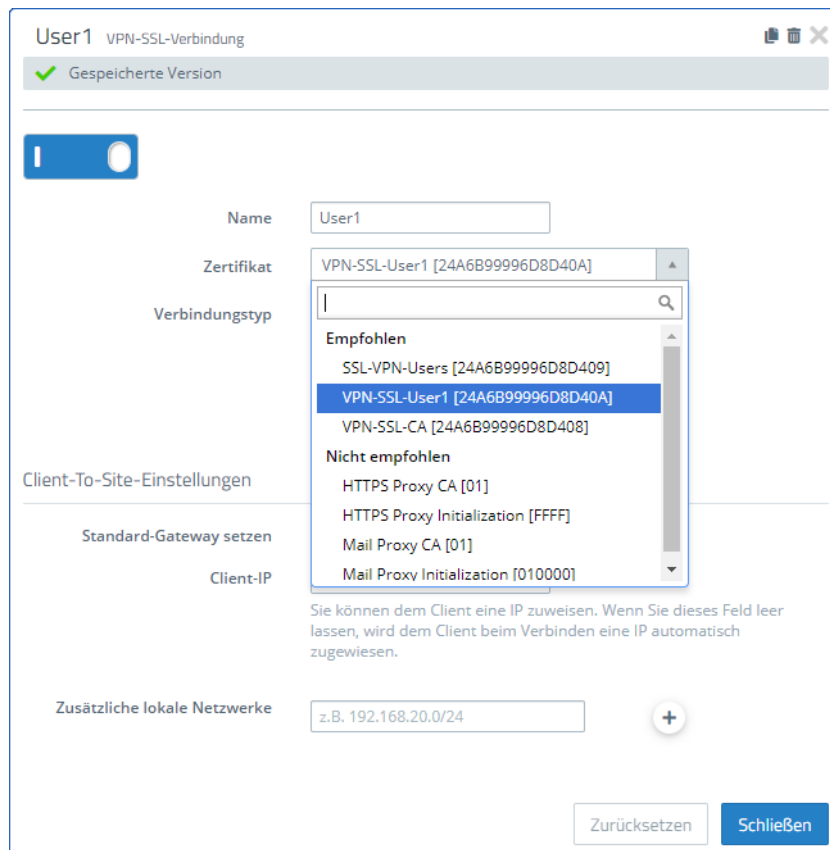 User1 VPN-SSL-Verbindung
Gespeicherte Version
Name User1
Zertifikat VPN-SSL-User1 [24A6B99996D8D40A]
Verbindungstyp
Empfohlen
SSL-VPN-Users [24A6B99996D8D409]
VPN-SSL-User1 [24A6B99996D8D40A]
VPN-SSL-CA [24A6B99996D8D408]
Nicht empfohlen
HTTPS Proxy CA [01]
HTTPS Proxy Initialization [FFFF]
Mail Proxy CA [01]
Mail Proxy Initialization [010000]
Client-To-Site-Einstellungen
Standard-Gateway setzen
Client-IP
Sie können dem Client eine IP zuweisen. Wenn Sie dieses Feld leer
lassen, wird dem Client beim Verbinden eine IP automatisch
zugewiesen.
Zusätzliche lokale Netzwerke z.B. 192.168.20.0/24
Zurücksetzen Schließen